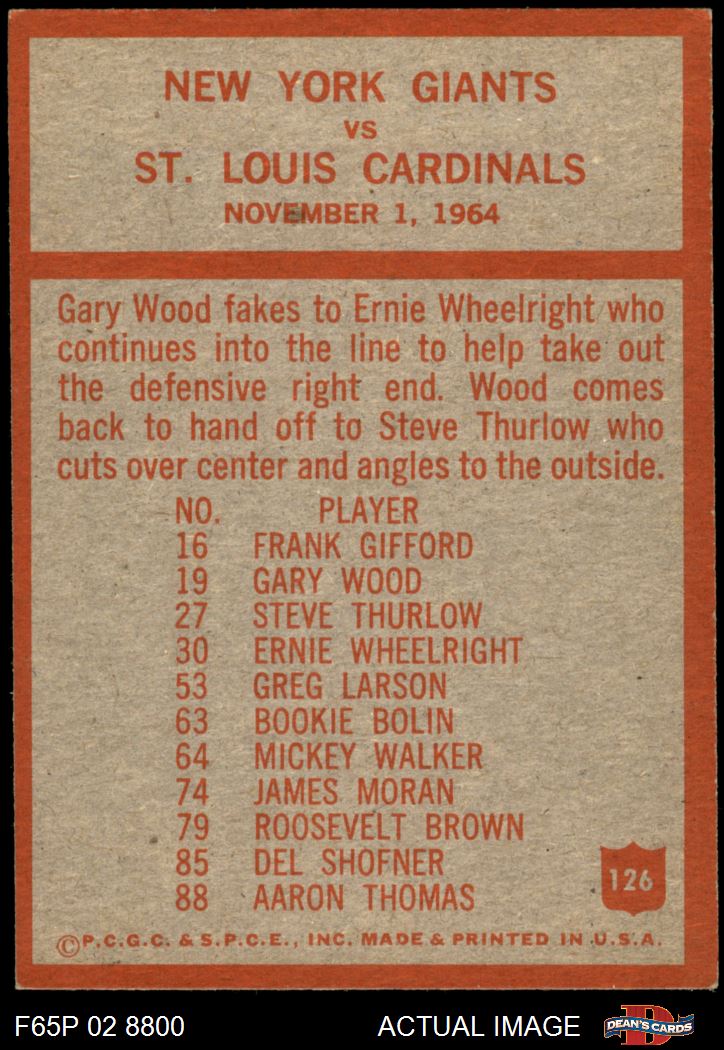 NEW YORK GIANTS
VS
ST. LOUIS CARDINALS
NOVEMBER 1, 1964
Gary Wood fakes to Ernie Wheelright who
continues into the line to help take out
the defensive right end. Wood comes
back to hand off to Steve Thurlow who
cuts over center and angles to the outside.
NO. PLAYER
16 FRANK GIFFORD
19 GARY WOOD
27 STEVE THURLOW
30 ERNIE WHEELRIGHT
53 GREG LARSON
63 BOOKIE BOLIN
64 MICKEY WALKER
74 JAMES MORAN
79 ROOSEVELT BROWN
85 DEL SHOFNER
88 AARON THOMAS
126
©P.C.G.C. & S.P.C.E., INC. MADE & PRINTED IN U.S.A.
F65P 02 8800 ACTUAL IMAGE D DEAN'S CARDS